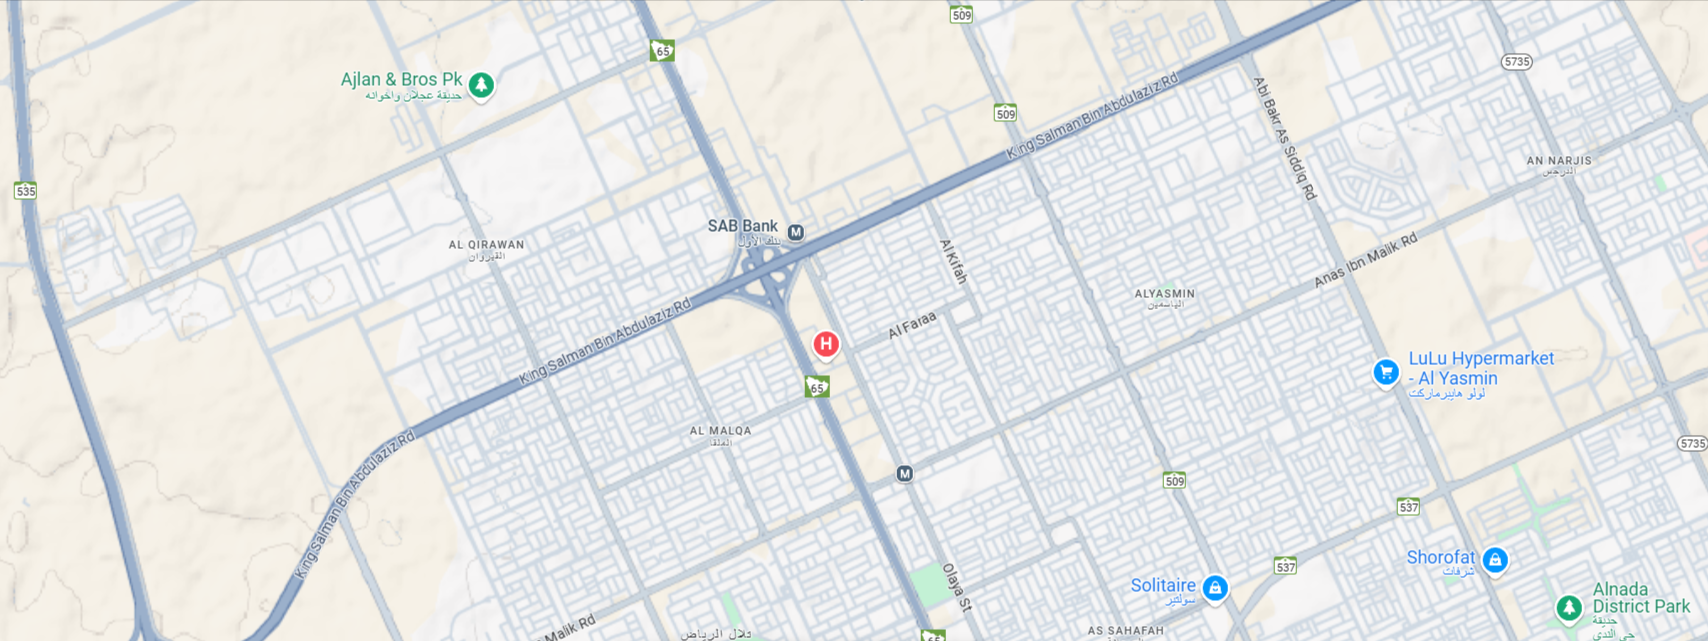 509
65
Ajlan & Bros Pk
حديقة عجلان وأخوانه
5735
509
King Salman Bin Abdulaziz Rd
Abi Bakr As Siddiq Rd
AN NARJIS
النرجس
535
SAB Bank
بنك الأول
M
AL QIRAWAN
القيروان
Al Kifah
Anas Ibn Malik Rd
ALYASMIN
الياسمين
King Salman Bin Abdulaziz Rd
Al Faraa
H
65
LuLu Hypermarket
- Al Yasmin
لولو هايبرماركت
AL MALQA
الملقا
King Salman Bin Abdulaziz Rd
5735
M
509
537
537
Shorofat
شرفات
Solitaire
سوليتير
Olaya St
Alnada
District Park
حديقة
حي الندى
Malik Rd
دلال الرياض
AS SAHAFAH
65